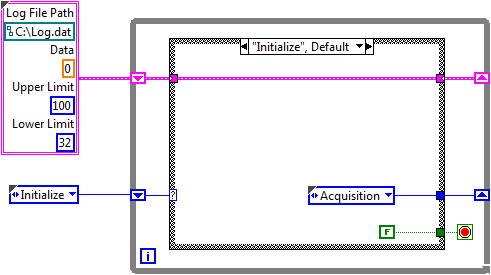 Log File Path
C:\Log.dat
Data
0
Upper Limit
100
Lower Limit
32
"Initialize", Default
Initialize
?
Acquisition
F
i